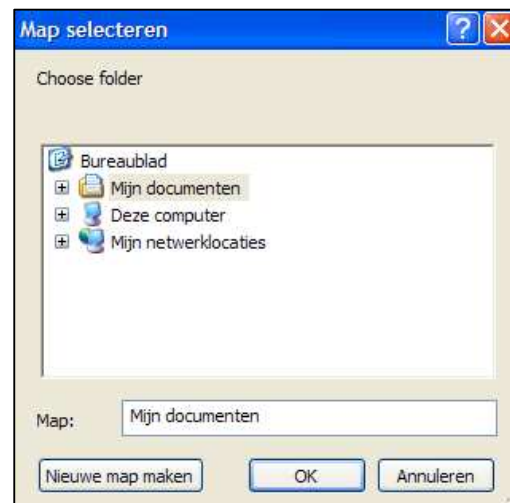 Map selecteren
Choose folder
Bureaublad
Mijn documenten
Deze computer
Mijn netwerklocaties
Map: Mijn documenten
Nieuwe map maken OK Annuleren